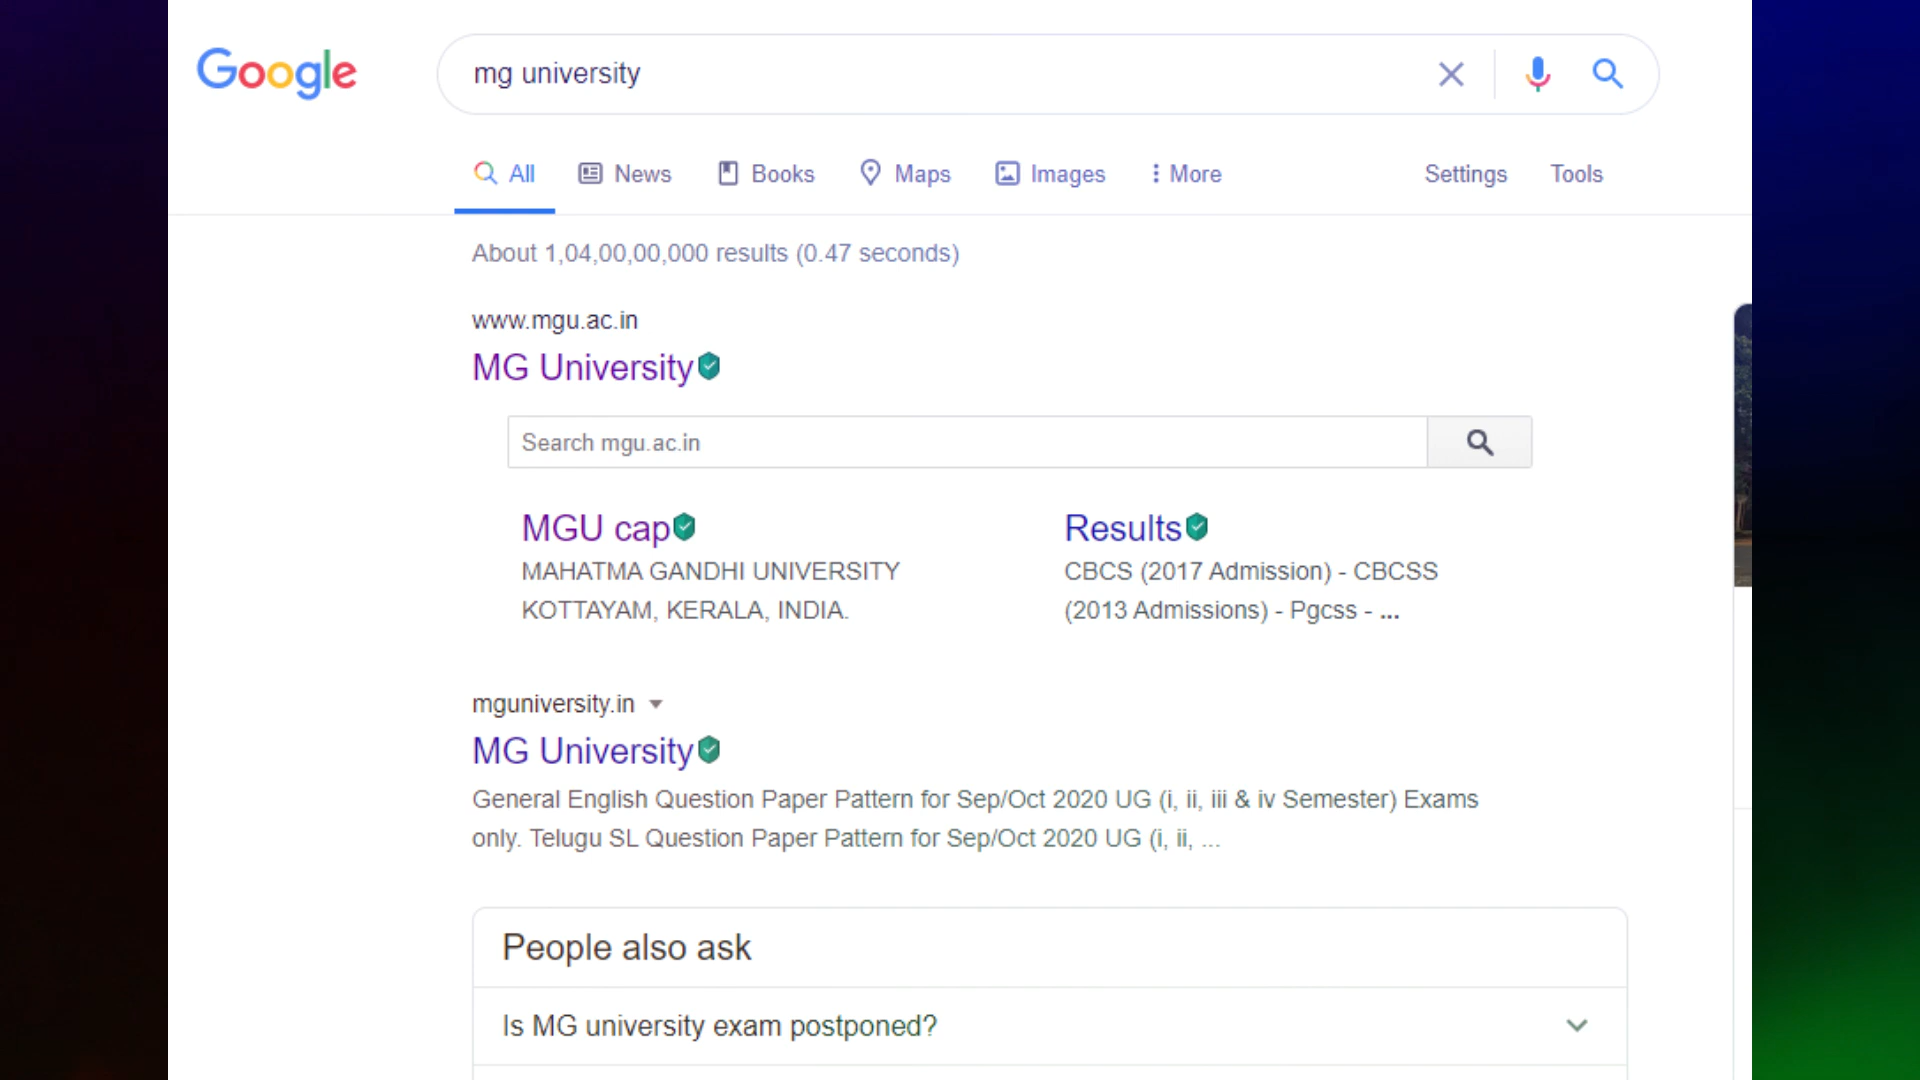 Google
mg university
All News Books Maps Images More Settings Tools
About 1,04,00,00,000 results (0.47 seconds)
www.mgu.ac.in
MG University
Search mgu.ac.in
MGU cap
MAHATMA GANDHI UNIVERSITY
KOTTAYAM, KERALA, INDIA.
Results
CBCS (2017 Admission) - CBCSS
(2013 Admissions) - Pgcss - ...
mguniversity.in
MG University
General English Question Paper Pattern for Sep/Oct 2020 UG (i, ii, iii & iv Semester) Exams
only. Telugu SL Question Paper Pattern for Sep/Oct 2020 UG (i, ii, ...
People also ask
Is MG university exam postponed?